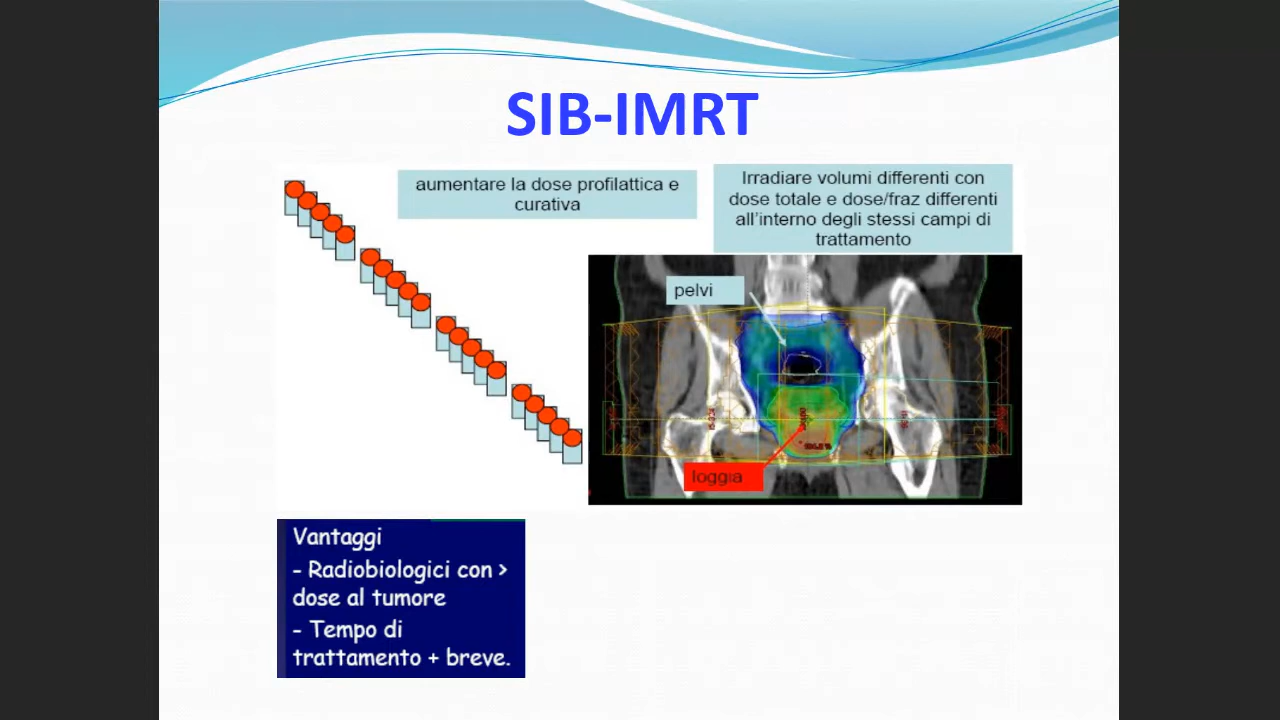 SIB-IMRT
aumentare la dose profilattica e
curativa
Irradiare volumi differenti con
dose totale e dose/fraz differenti
all'interno degli stessi campi di
trattamento
pelvi
loggia
Vantaggi
- Radiobiologici con >
dose al tumore
- Tempo di
trattamento + breve.